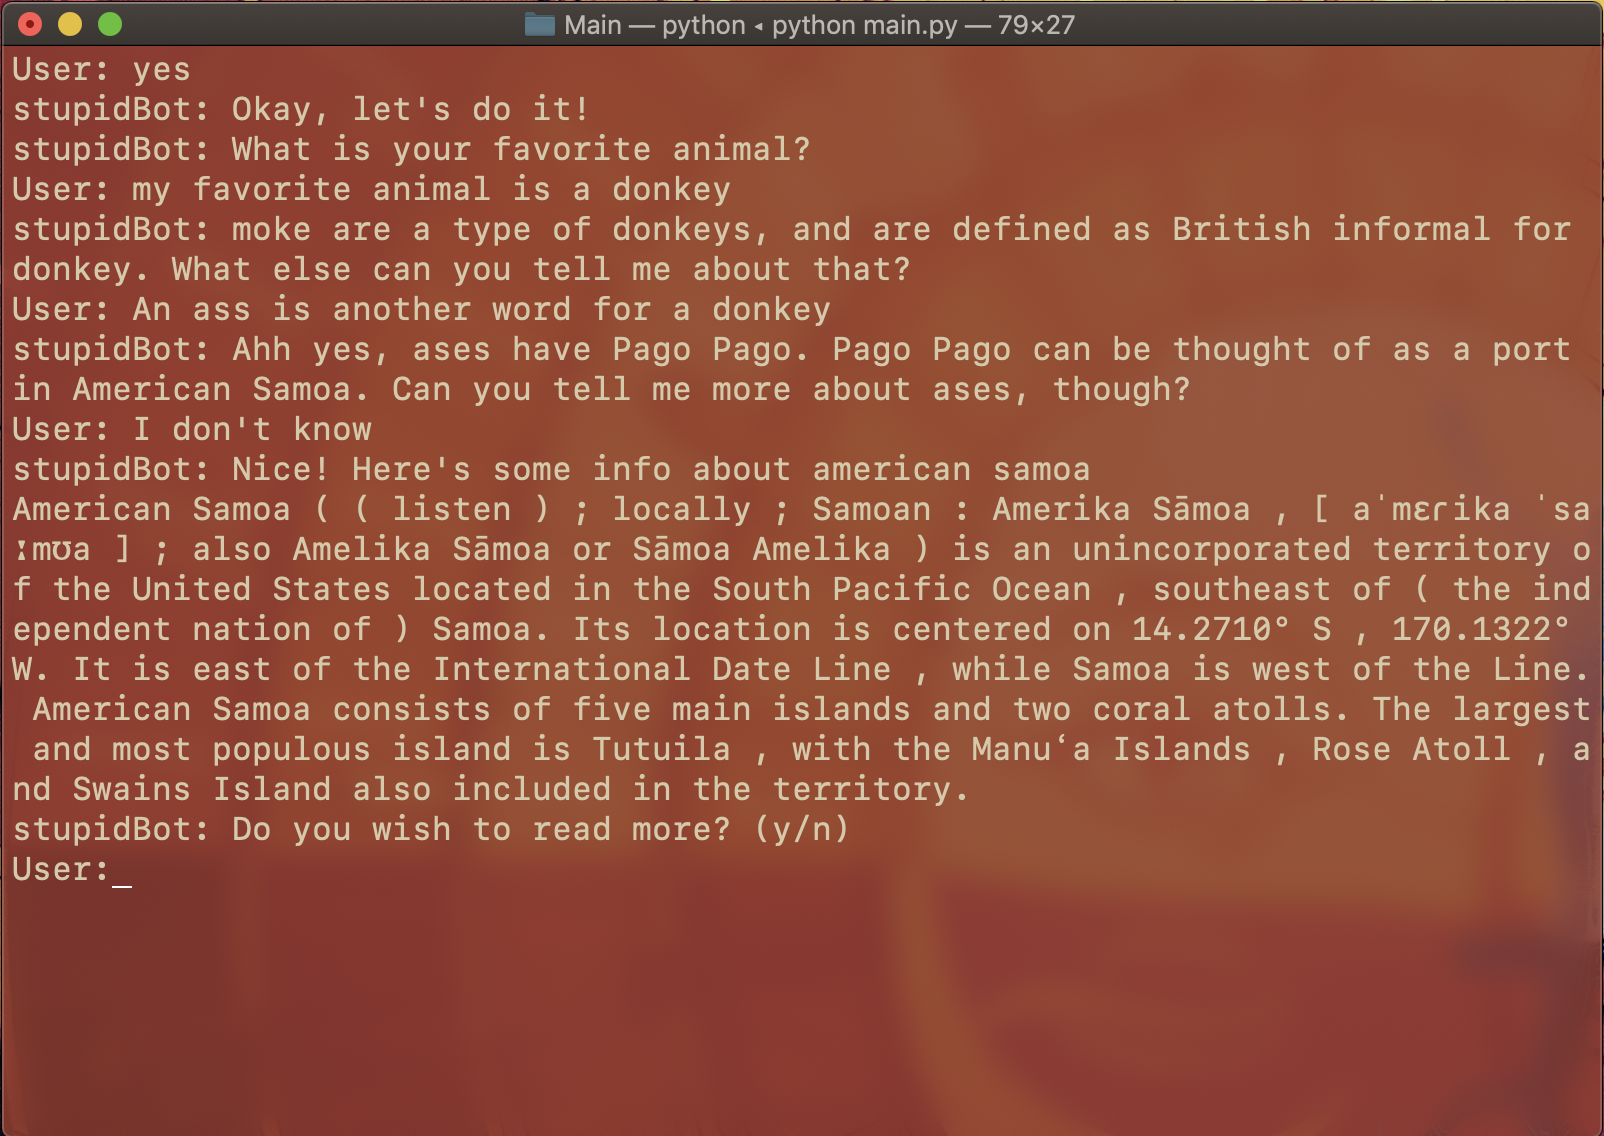 Main — python ◂ python main.py — 79×27
User: yes
stupidBot: Okay, let's do it!
stupidBot: What is your favorite animal?
User: my favorite animal is a donkey
stupidBot: moke are a type of donkeys, and are defined as British informal for
donkey. What else can you tell me about that?
User: An ass is another word for a donkey
stupidBot: Ahh yes, ases have Pago Pago. Pago Pago can be thought of as a port
in American Samoa. Can you tell me more about ases, though?
User: I don't know
stupidBot: Nice! Here's some info about american samoa
American Samoa ( ( listen ) ; locally ; Samoan : Amerika Sāmoa , [ aˈmɛɾika ˈsa
ːmʊa ] ; also Amelika Sāmoa or Sāmoa Amelika ) is an unincorporated territory o
f the United States located in the South Pacific Ocean , southeast of ( the ind
ependent nation of ) Samoa. Its location is centered on 14.2710° S , 170.1322°
W. It is east of the International Date Line , while Samoa is west of the Line.
 American Samoa consists of five main islands and two coral atolls. The largest
 and most populous island is Tutuila , with the Manuʻa Islands , Rose Atoll , a
nd Swains Island also included in the territory.
stupidBot: Do you wish to read more? (y/n)
User:_